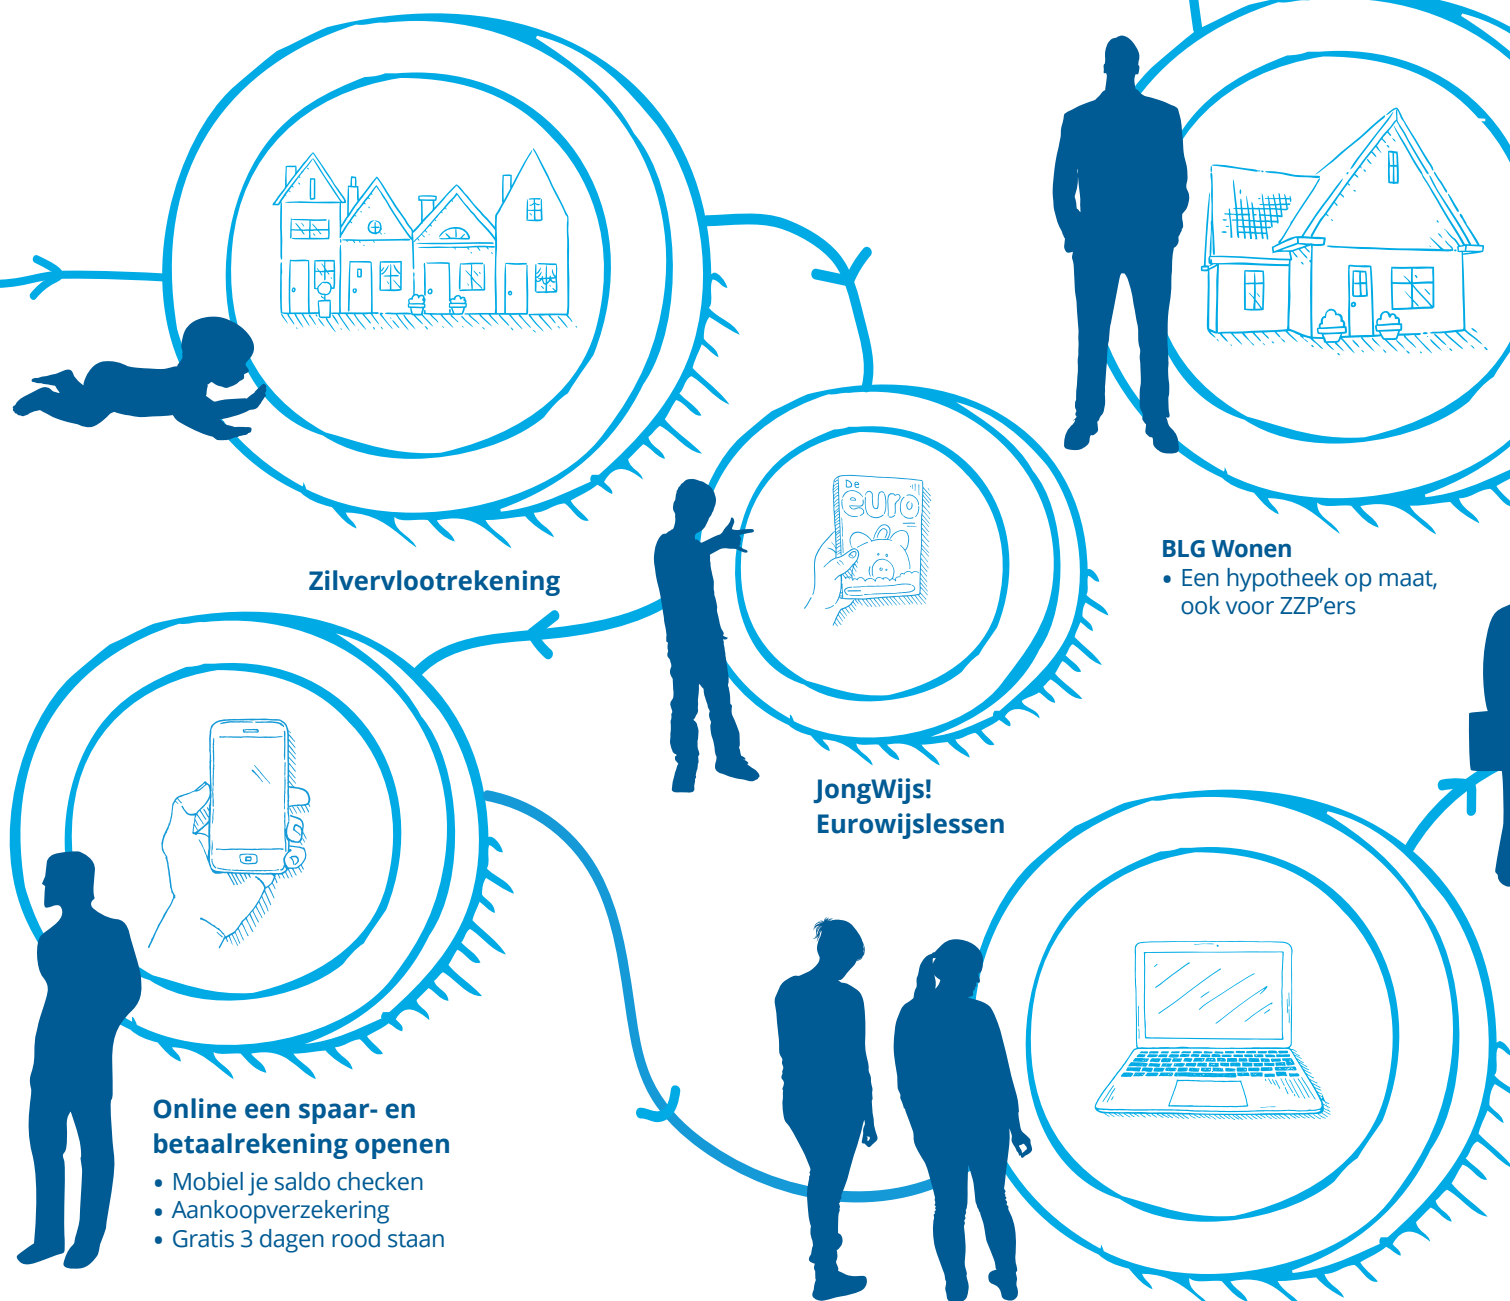 De
euro
Zilvervlootrekening
BLG Wonen
• Een hypotheek op maat,
ook voor ZZP’ers
JongWijs!
Eurowijslessen
Online een spaar- en
betaalrekening openen
• Mobiel je saldo checken
• Aankoopverzekering
• Gratis 3 dagen rood staan